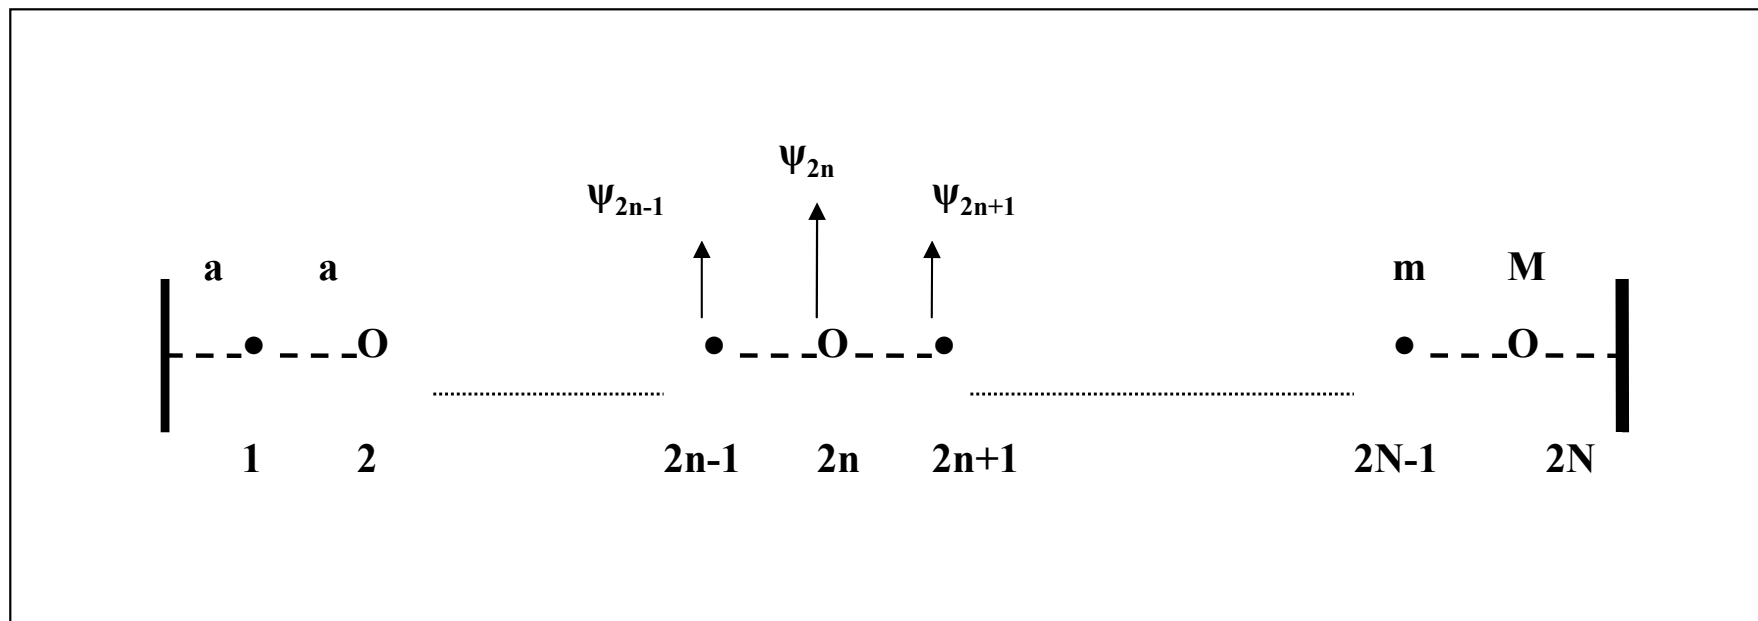 ψ2n
ψ2n-1 ψ2n+1
a a m M
O O O
1 2 2n-1 2n 2n+1 2N-1 2N